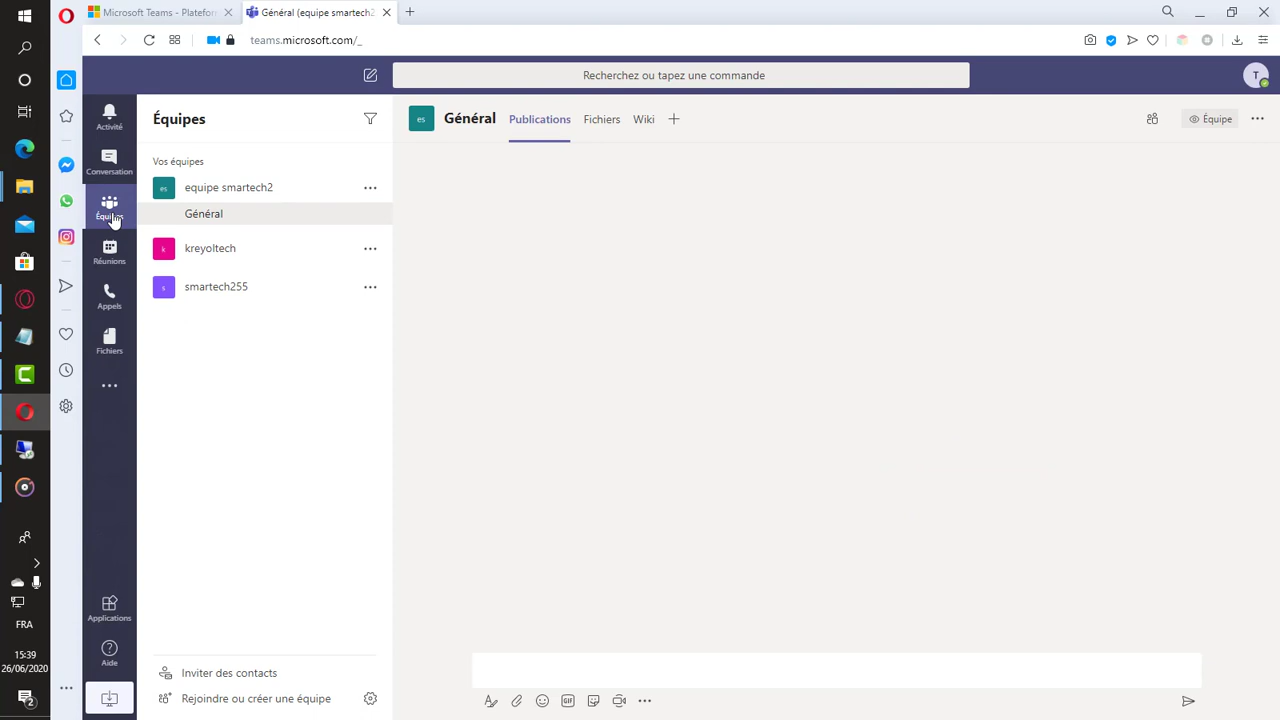 Microsoft Teams - Platefor
Général (equipe smartech2
teams.microsoft.com/_
Recherchez ou tapez une commande
T
Activité
Conversation
Équipes
Réunions
Appels
Fichiers
Applications
Aide
Équipes
Vos équipes
es equipe smartech2
Général
k kreyoltech
s smartech255
Inviter des contacts
Rejoindre ou créer une équipe
es Général Publications Fichiers Wiki
Équipe
GIF
FRA
15:39
26/06/2020
2